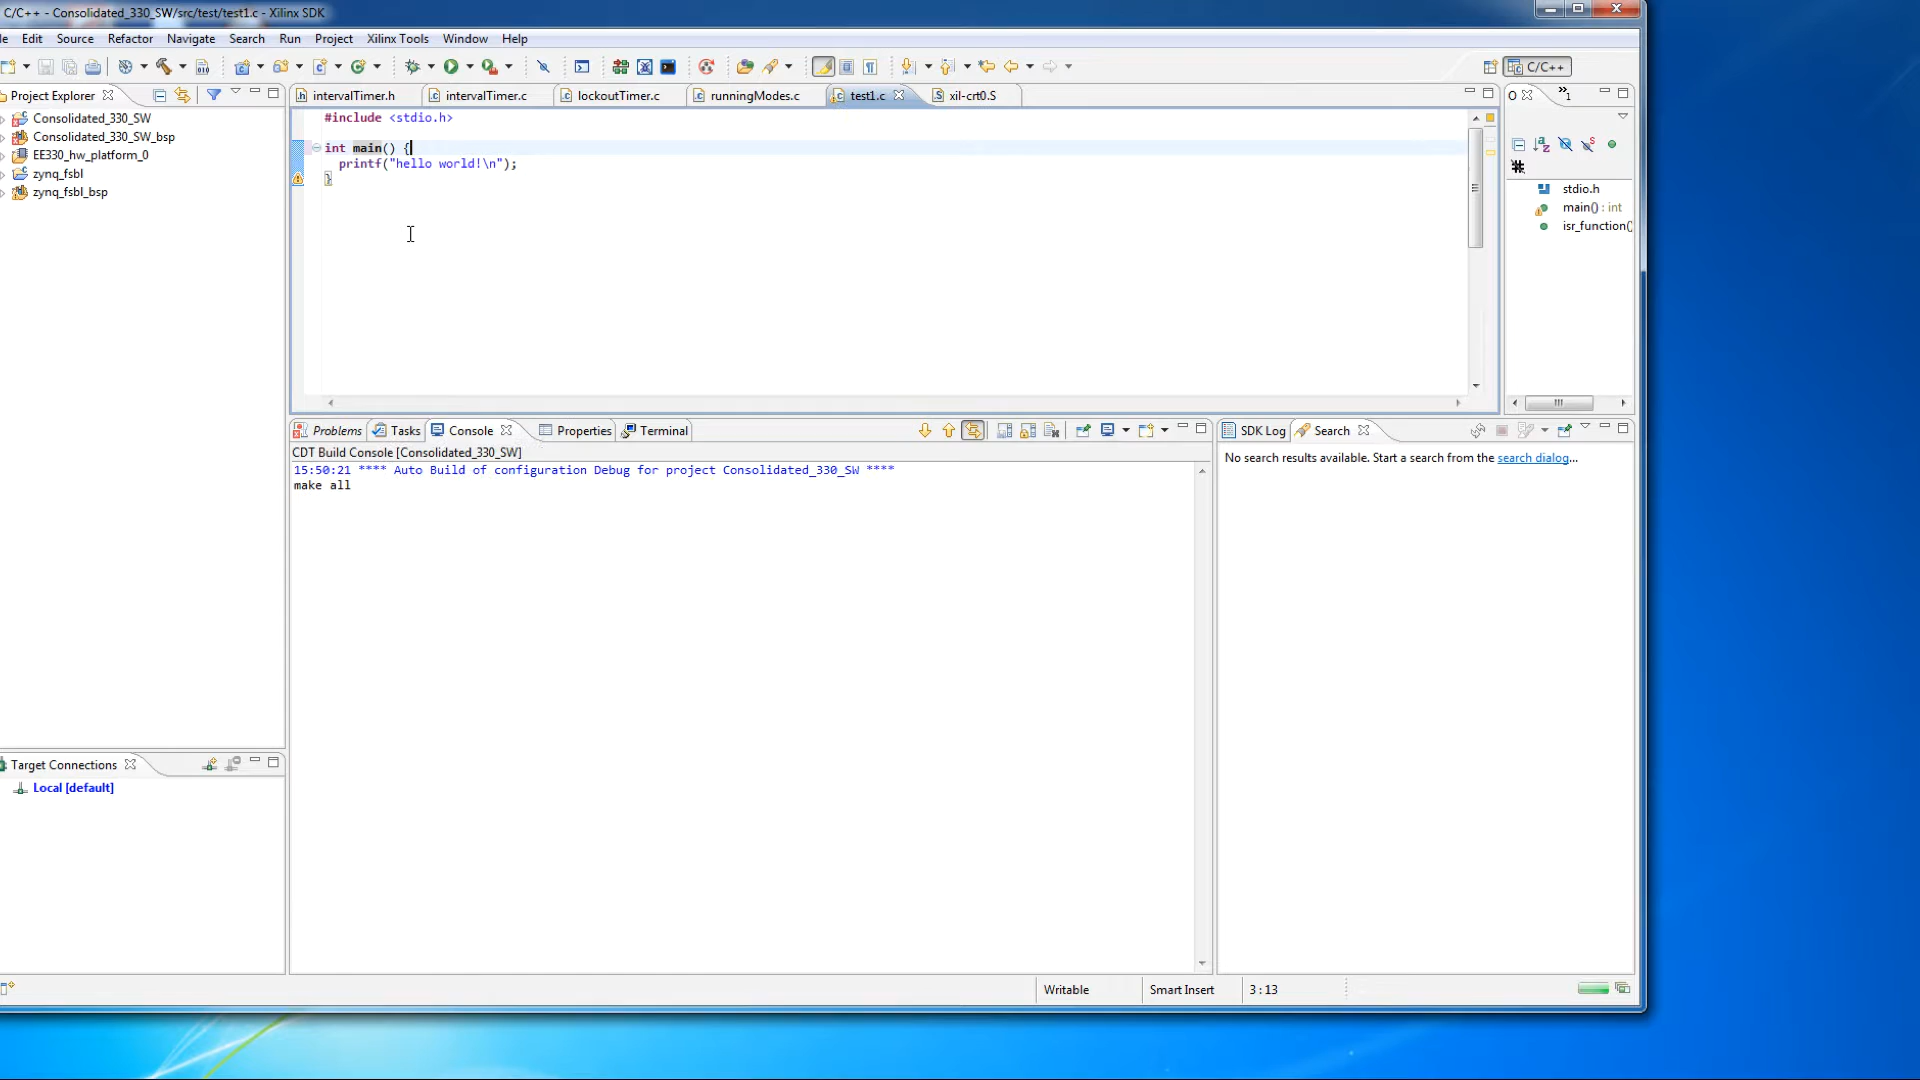 C/C++ - Consolidated_330_SW/src/test/test1.c - Xilinx SDK
Edit Source Refactor Navigate Search Run Project Xilinx Tools Window Help
C/C++
Project Explorer
Consolidated_330_SW
Consolidated_330_SW_bsp
EE330_hw_platform_0
zynq_fsbl
zynq_fsbl_bsp
intervalTimer.h intervalTimer.c lockoutTimer.c runningModes.c test1.c xil-crt0.S
#include <stdio.h>
int main() {
printf("hello world!\n");
}
O »1
stdio.h
main() : int
isr_function()
Problems Tasks Console Properties Terminal
CDT Build Console [Consolidated_330_SW]
15:50:21 **** Auto Build of configuration Debug for project Consolidated_330_SW ****
make all
SDK Log Search
No search results available. Start a search from the search dialog...
Target Connections
Local [default]
Writable Smart Insert 3 : 13